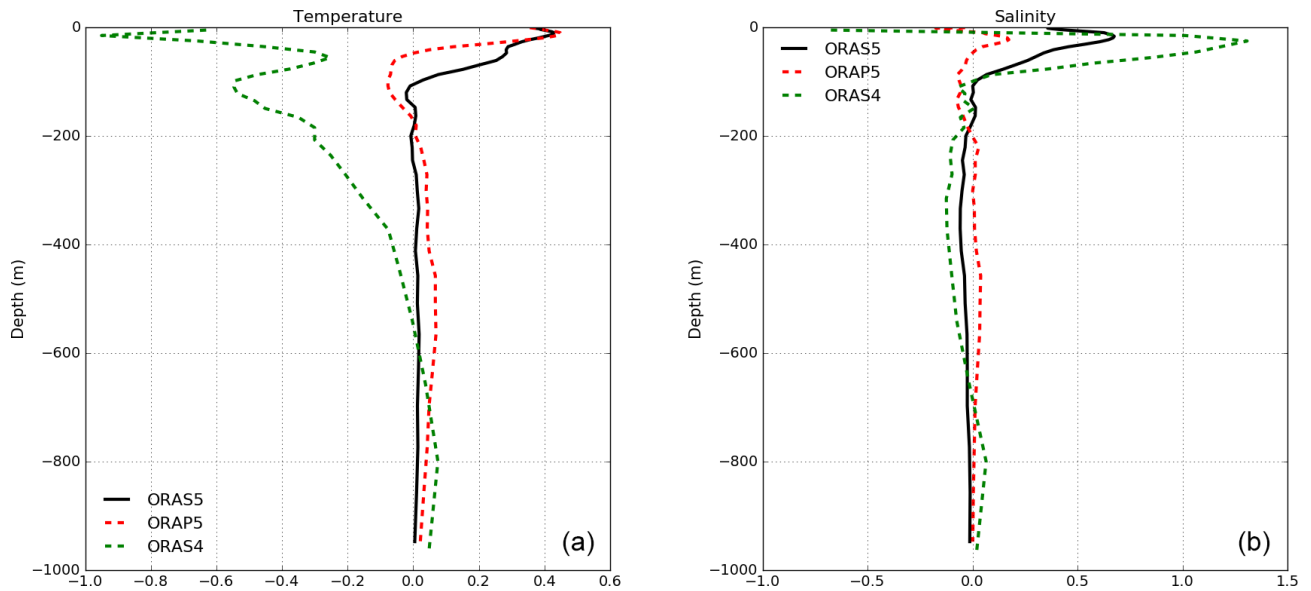 Temperature
0
−200
−400
−600
−800
−1000
Depth (m)
ORAS5
ORAP5
ORAS4
(a)
−1.0 −0.8 −0.6 −0.4 −0.2 0.0 0.2 0.4 0.6
Salinity
0
−200
−400
−600
−800
−1000
Depth (m)
ORAS5
ORAP5
ORAS4
(b)
−1.0 −0.5 0.0 0.5 1.0 1.5